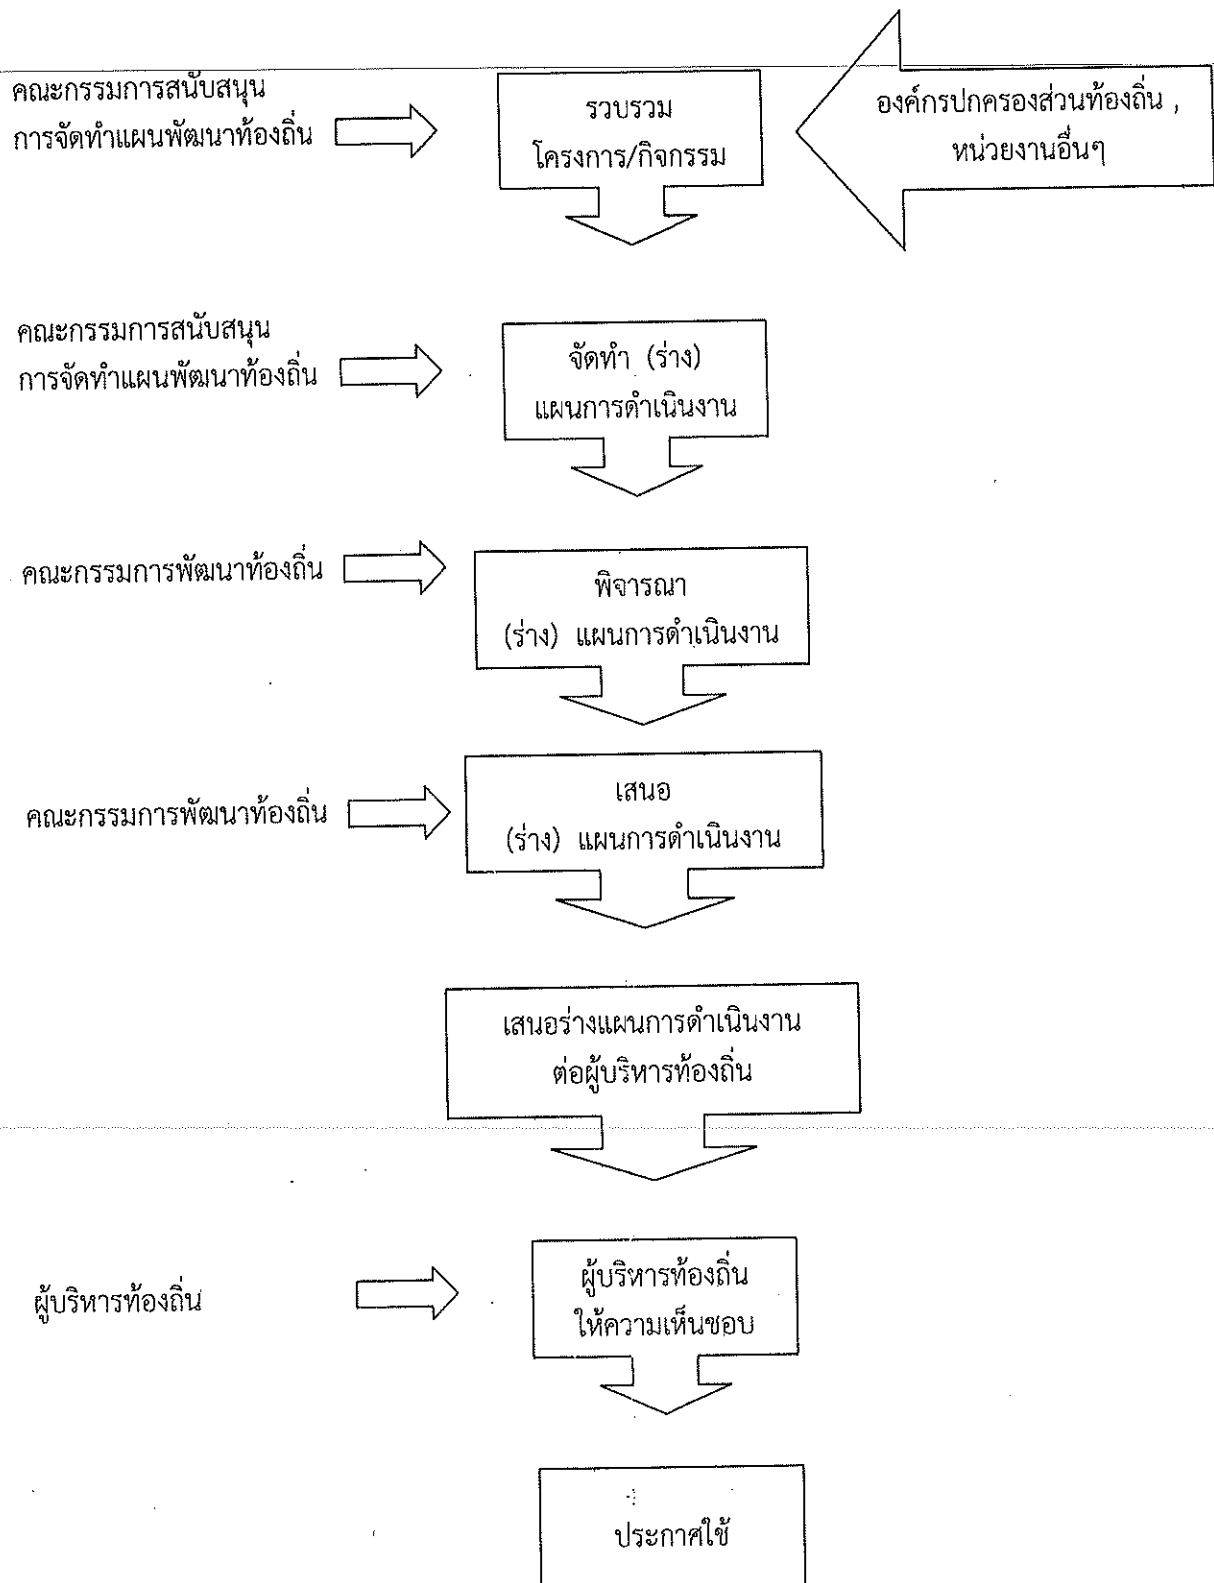 คณะกรรมการสนับสนุน
การจัดทำแผนพัฒนาท้องถิ่น
รวบรวม
โครงการ/กิจกรรม
องค์กรปกครองส่วนท้องถิ่น ,
หน่วยงานอื่นๆ
คณะกรรมการสนับสนุน
การจัดทำแผนพัฒนาท้องถิ่น
จัดทำ (ร่าง)
แผนการดำเนินงาน
คณะกรรมการพัฒนาท้องถิ่น
พิจารณา
(ร่าง) แผนการดำเนินงาน
คณะกรรมการพัฒนาท้องถิ่น
เสนอ
(ร่าง) แผนการดำเนินงาน
เสนอร่างแผนการดำเนินงาน
ต่อผู้บริหารท้องถิ่น
ผู้บริหารท้องถิ่น
ผู้บริหารท้องถิ่น
ให้ความเห็นชอบ
ประกาศใช้